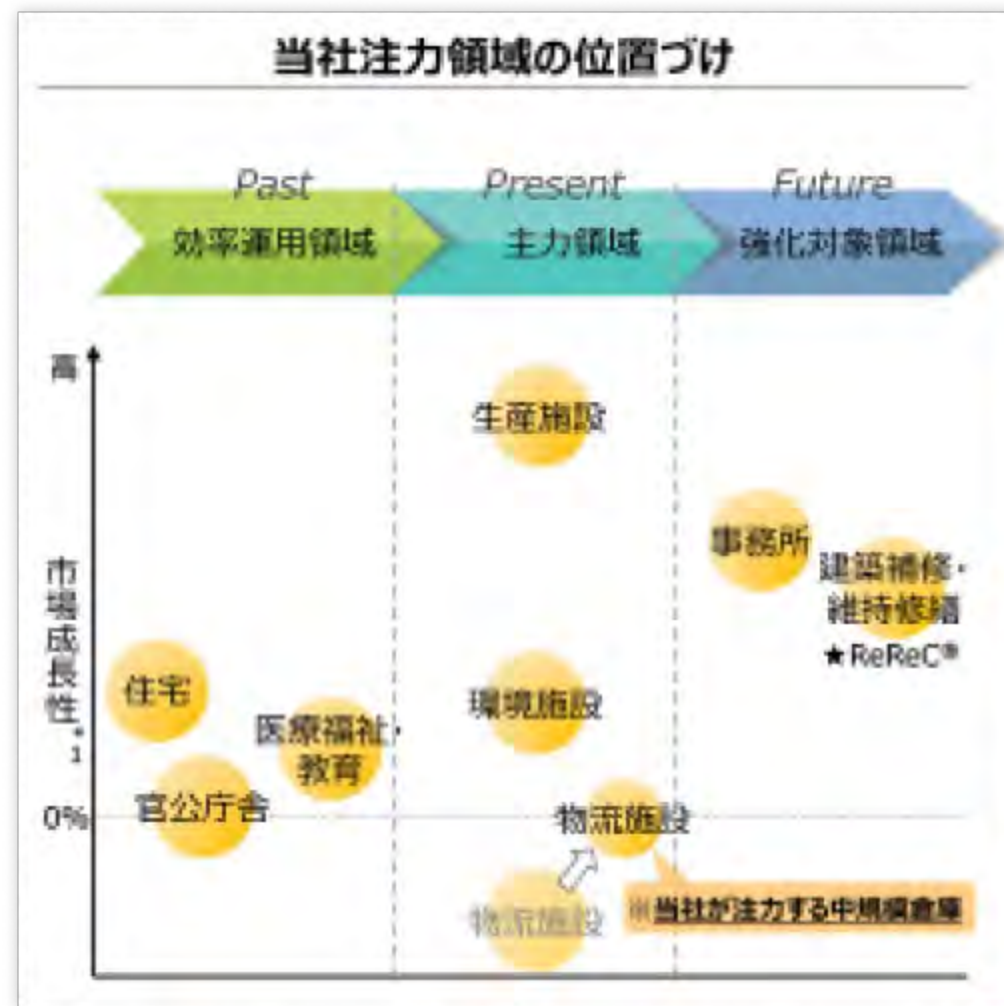 当社注力領域の位置づけ
Past
効率運用領域
Present
主力領域
Future
強化対象領域
高
市場成長性*1
0%
生産施設
事務所
建築補修・
維持修繕
★ReReC®
住宅
環境施設
医療福祉・
教育
官公庁舎
物流施設
物流施設
※当社が注力する中規模倉庫